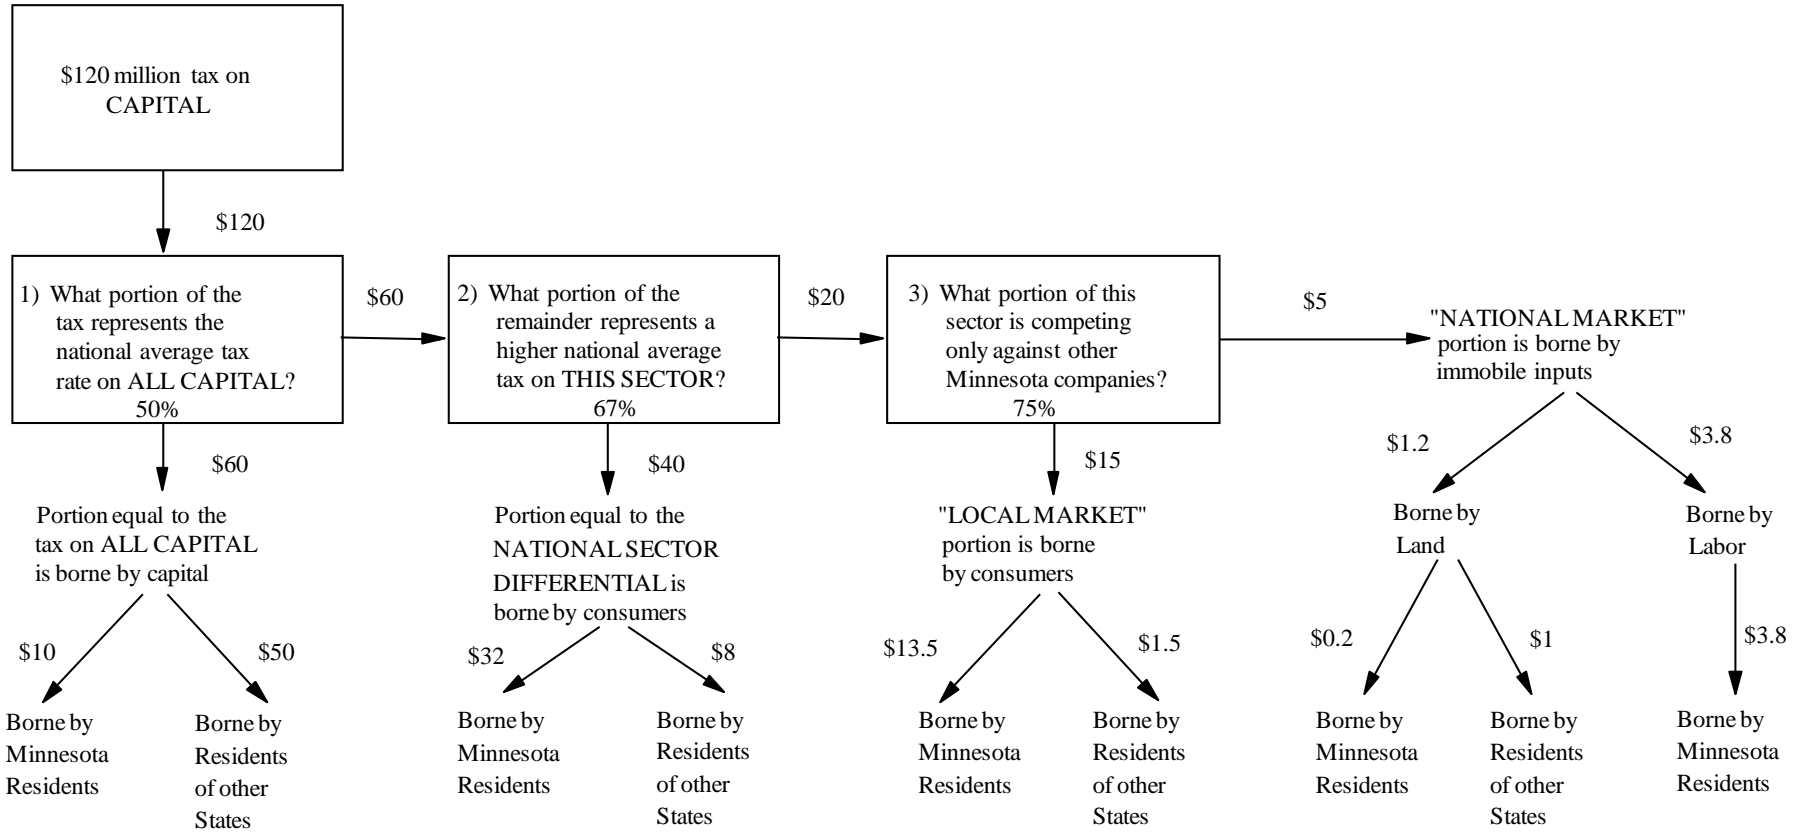 $120 million tax on
CAPITAL
$120
1) What portion of the
tax represents the
national average tax
rate on ALL CAPITAL?
50%
$60
2) What portion of the
remainder represents a
higher national average
tax on THIS SECTOR?
67%
$20
3) What portion of this
sector is competing
only against other
Minnesota companies?
75%
$5
"NATIONAL MARKET"
portion is borne by
immobile inputs
$60
Portion equal to the
tax on ALL CAPITAL
is borne by capital
$40
Portion equal to the
NATIONAL SECTOR
DIFFERENTIAL is
borne by consumers
$15
"LOCAL MARKET"
portion is borne
by consumers
$1.2
Borne by
Land
$3.8
Borne by
Labor
$10
Borne by
Minnesota
Residents
$50
Borne by
Residents
of other
States
$32
Borne by
Minnesota
Residents
$8
Borne by
Residents
of other
States
$13.5
Borne by
Minnesota
Residents
$1.5
Borne by
Residents
of other
States
$0.2
Borne by
Minnesota
Residents
$1
Borne by
Residents
of other
States
$3.8
Borne by
Minnesota
Residents